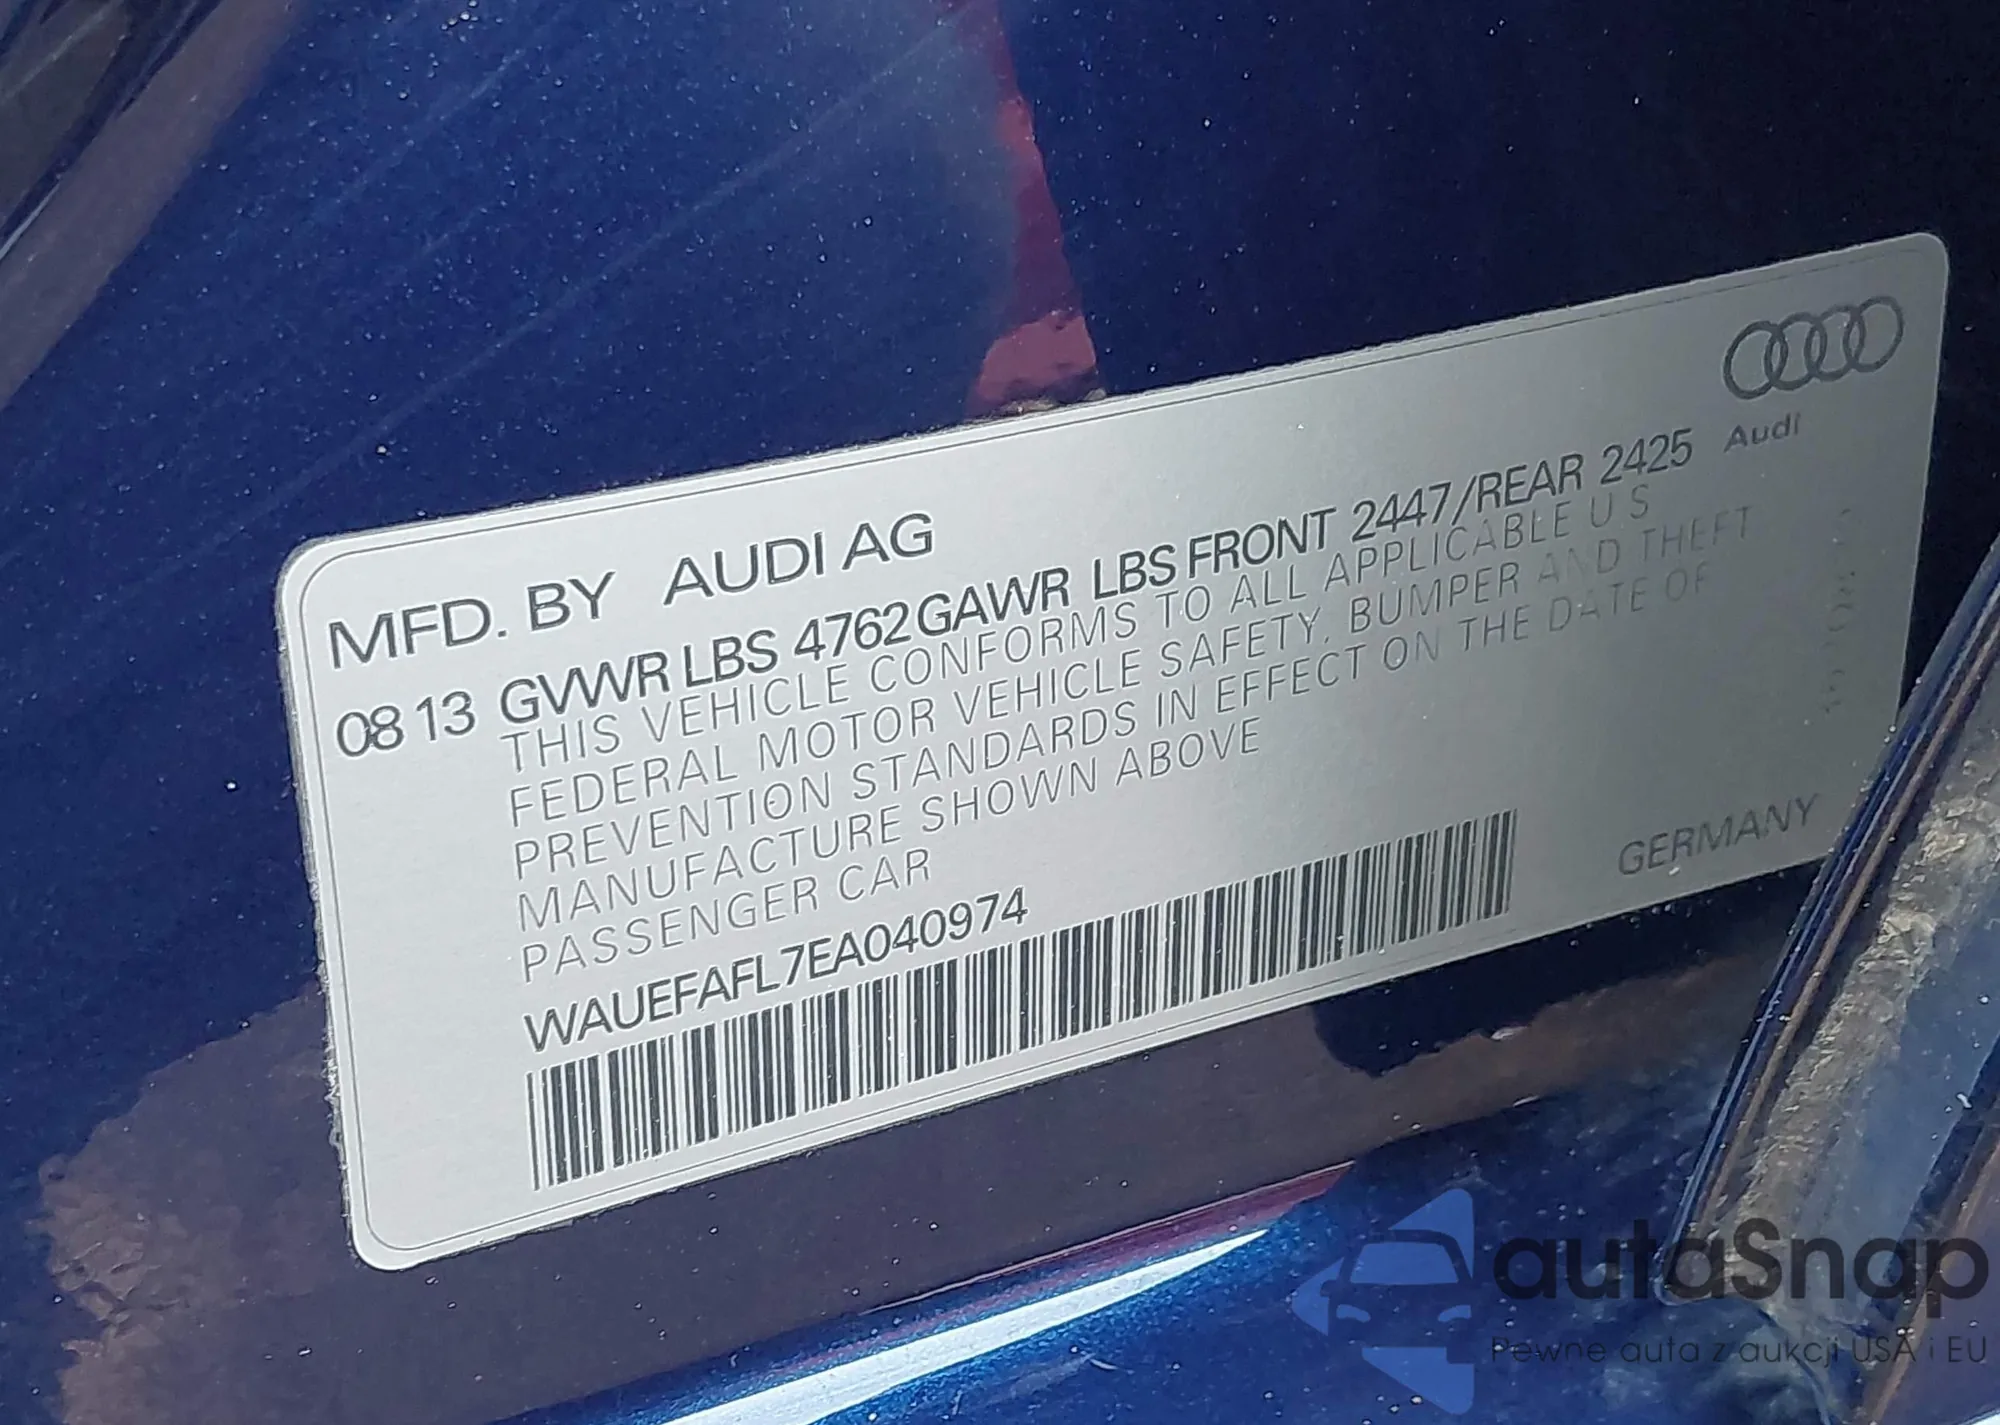 Audi
MFD. BY AUDI AG
08 13 GVWR LBS 4762 GAWR LBS FRONT 2447/REAR 2425
THIS VEHICLE CONFORMS TO ALL APPLICABLE U S
FEDERAL MOTOR VEHICLE SAFETY, BUMPER AND THEFT
PREVENTION STANDARDS IN EFFECT ON THE DATE OF
MANUFACTURE SHOWN ABOVE
PASSENGER CAR
WAUEFAFL7EA040974
GERMANY
autaSnap
Pewne auta z aukcji USA i EU